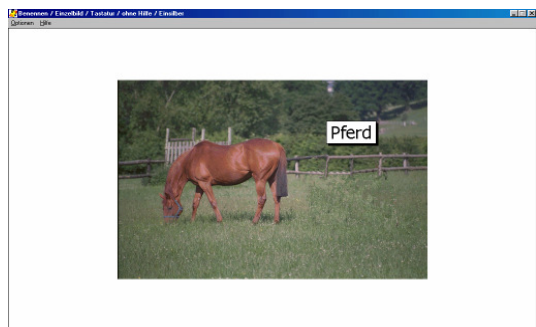 Benennen / Einzelbild / Tastatur / ohne Hilfe / Einsilber
Optionen Hilfe
Pferd